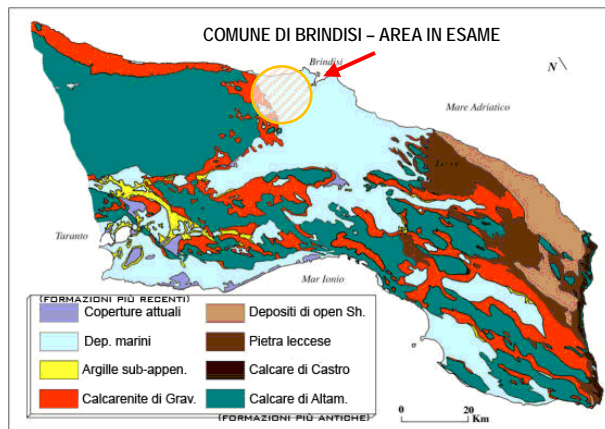 COMUNE DI BRINDISI – AREA IN ESAME
Brindisi
N
Mare Adriatico
Lecce
Taranto
Mar Ionio
(FORMAZIONI PIÙ RECENTI)
Coperture attuali
Depositi di open Sh.
Dep. marini
Pietra leccese
Argille sub-appen.
Calcare di Castro
Calcarenite di Grav.
Calcare di Altam.
(FORMAZIONI PIÙ ANTICHE)
0 20
Km